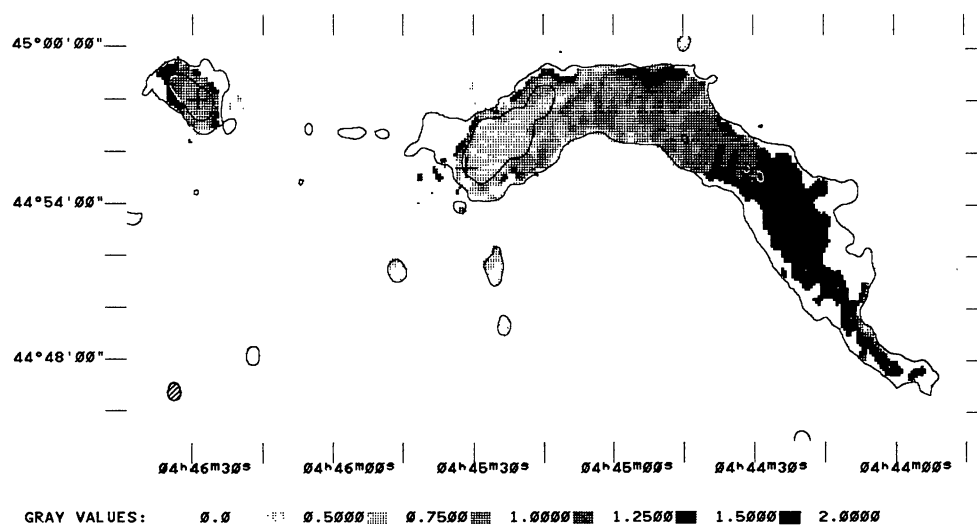 45°00'00"
44°54'00"
44°48'00"
04ʰ46ᵐ30ˢ 04ʰ46ᵐ00ˢ 04ʰ45ᵐ30ˢ 04ʰ45ᵐ00ˢ 04ʰ44ᵐ30ˢ 04ʰ44ᵐ00ˢ
GRAY VALUES: 0.0 0.5000 0.7500 1.0000 1.2500 1.5000 2.0000